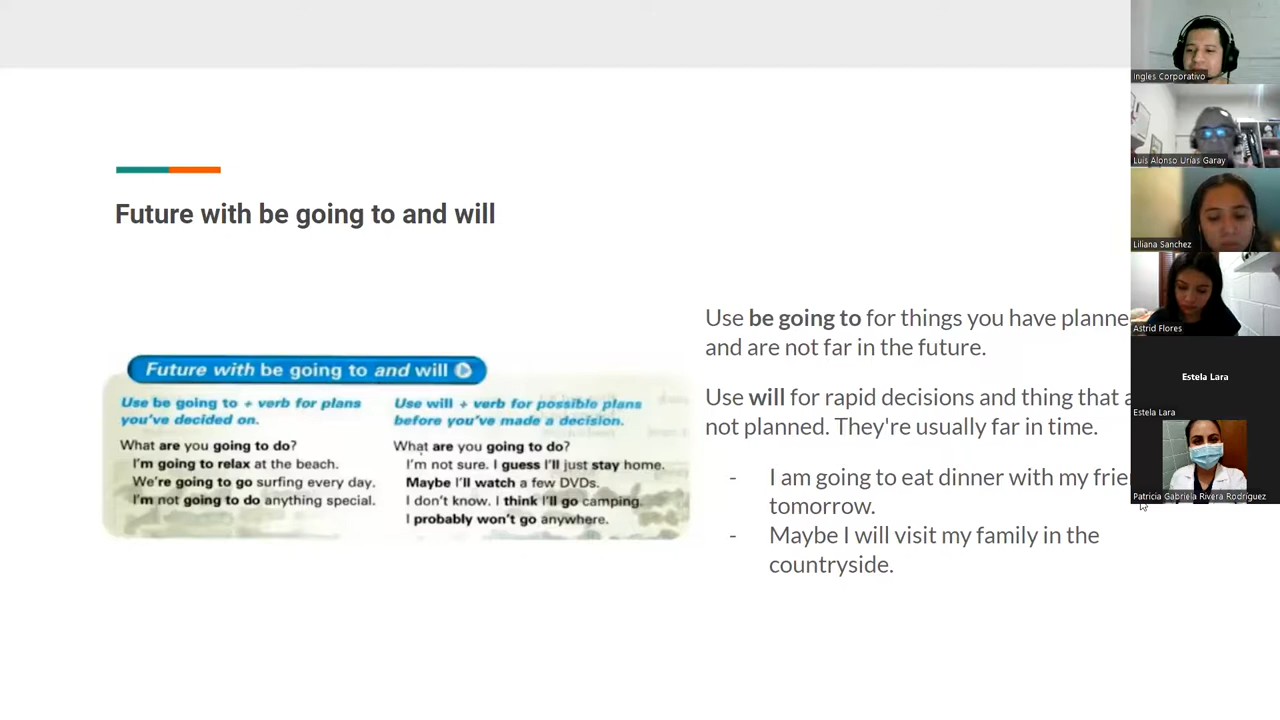 Future with be going to and will
Future with be going to and will
Use be going to + verb for plans
you've decided on.
What are you going to do?
I'm going to relax at the beach.
We're going to go surfing every day.
I'm not going to do anything special.
Use will + verb for possible plans
before you've made a decision.
What are you going to do?
I'm not sure. I guess I'll just stay home.
Maybe I'll watch a few DVDs.
I don't know. I think I'll go camping.
I probably won't go anywhere.
Use be going to for things you have planne
and are not far in the future.
Use will for rapid decisions and thing that a
not planned. They're usually far in time.
- I am going to eat dinner with my frie
tomorrow.
- Maybe I will visit my family in the
countryside.
Ingles Corporativo
Luis Alonso Urías Garay
Liliana Sanchez
Astrid Flores
Estela Lara
Estela Lara
Patricia Gabriela Rivera Rodríguez